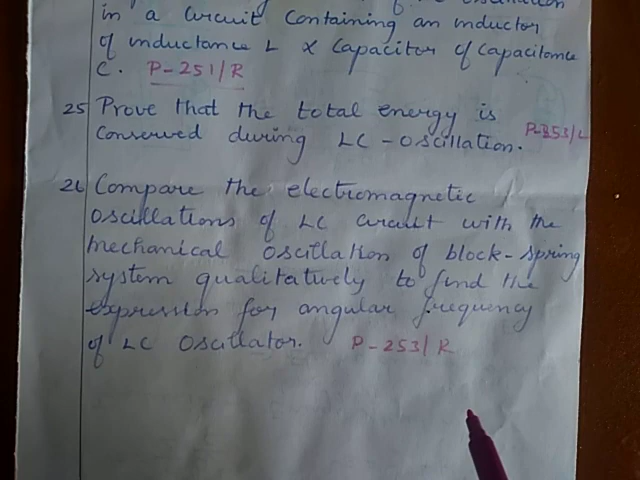 in a Circuit Containing an inductor
of inductance L & Capacitor of Capacitance
C. P-251/R
25 Prove that the total energy is
Conserved during LC-Oscillation. P-253/L
26 Compare the electromagnetic
Oscillations of LC Circuit with the
mechanical oscillation of block-spring
system qualitatively to find the
expression for angular frequency
of LC Oscillator. P-253/R